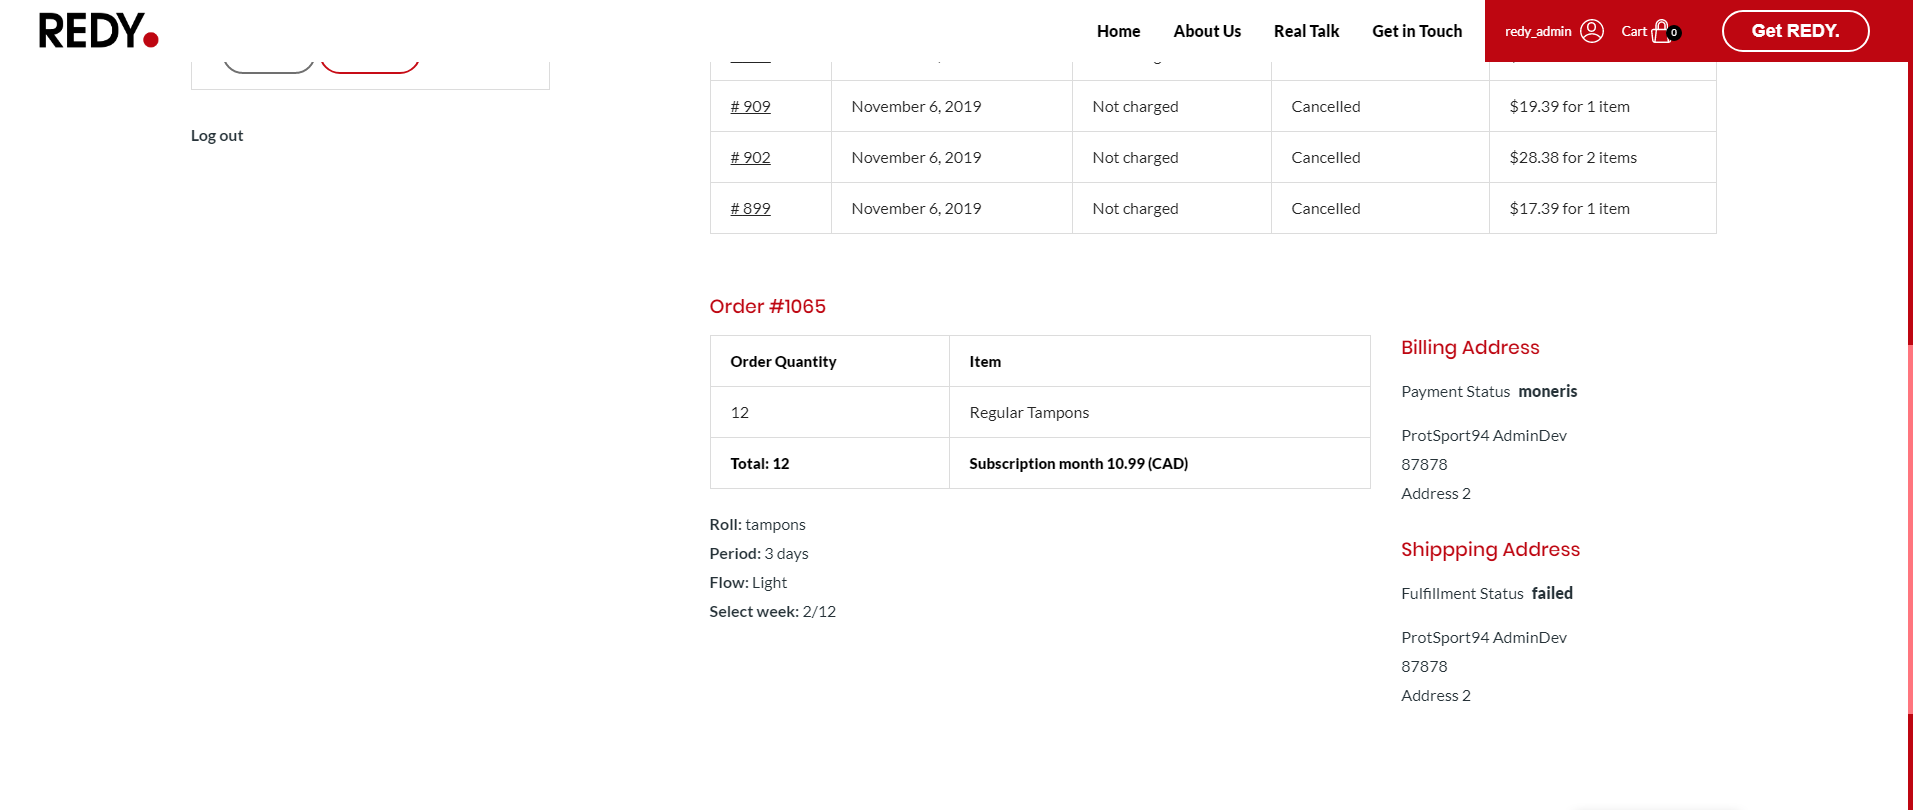 REDY.
Home About Us Real Talk Get in Touch redy_admin Cart 0 Get REDY.
Log out
# 909 November 6, 2019 Not charged Cancelled $19.39 for 1 item
# 902 November 6, 2019 Not charged Cancelled $28.38 for 2 items
# 899 November 6, 2019 Not charged Cancelled $17.39 for 1 item
Order #1065
Order Quantity Item
12 Regular Tampons
Total: 12 Subscription month 10.99 (CAD)
Roll: tampons
Period: 3 days
Flow: Light
Select week: 2/12
Billing Address
Payment Status moneris
ProtSport94 AdminDev
87878
Address 2
Shippping Address
Fulfillment Status failed
ProtSport94 AdminDev
87878
Address 2